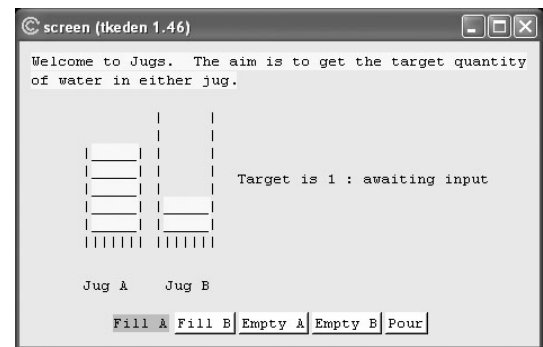 screen (tkeden 1.46)
Welcome to Jugs. The aim is to get the target quantity
of water in either jug.
Target is 1 : awaiting input
Jug A Jug B
Fill A Fill B Empty A Empty B Pour